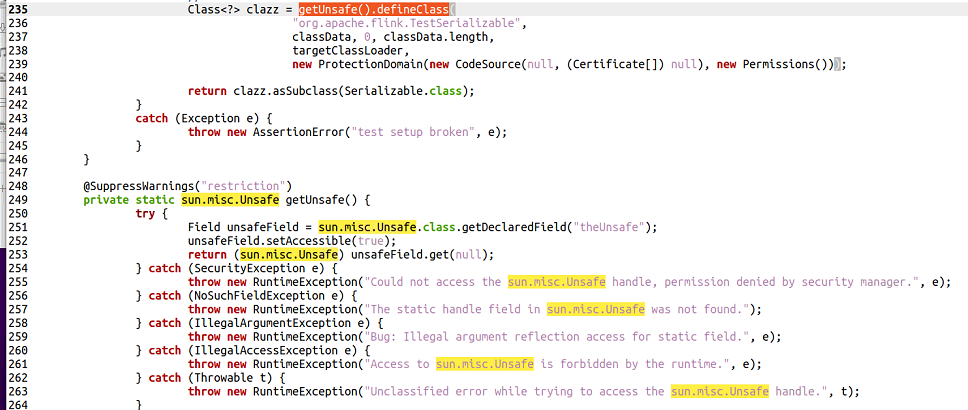 235 Class<?> clazz = getUnsafe().defineClass(
236 "org.apache.flink.TestSerializable",
237 classData, 0, classData.length,
238 targetClassLoader,
239 new ProtectionDomain(new CodeSource(null, (Certificate[]) null), new Permissions()));
240
241 return clazz.asSubclass(Serializable.class);
242 }
243 catch (Exception e) {
244 throw new AssertionError("test setup broken", e);
245 }
246 }
247
248 @SuppressWarnings("restriction")
249 private static sun.misc.Unsafe getUnsafe() {
250 try {
251 Field unsafeField = sun.misc.Unsafe.class.getDeclaredField("theUnsafe");
252 unsafeField.setAccessible(true);
253 return (sun.misc.Unsafe) unsafeField.get(null);
254 } catch (SecurityException e) {
255 throw new RuntimeException("Could not access the sun.misc.Unsafe handle, permission denied by security manager.", e);
256 } catch (NoSuchFieldException e) {
257 throw new RuntimeException("The static handle field in sun.misc.Unsafe was not found.");
258 } catch (IllegalArgumentException e) {
259 throw new RuntimeException("Bug: Illegal argument reflection access for static field.", e);
260 } catch (IllegalAccessException e) {
261 throw new RuntimeException("Access to sun.misc.Unsafe is forbidden by the runtime.", e);
262 } catch (Throwable t) {
263 throw new RuntimeException("Unclassified error while trying to access the sun.misc.Unsafe handle.", t);
264 }